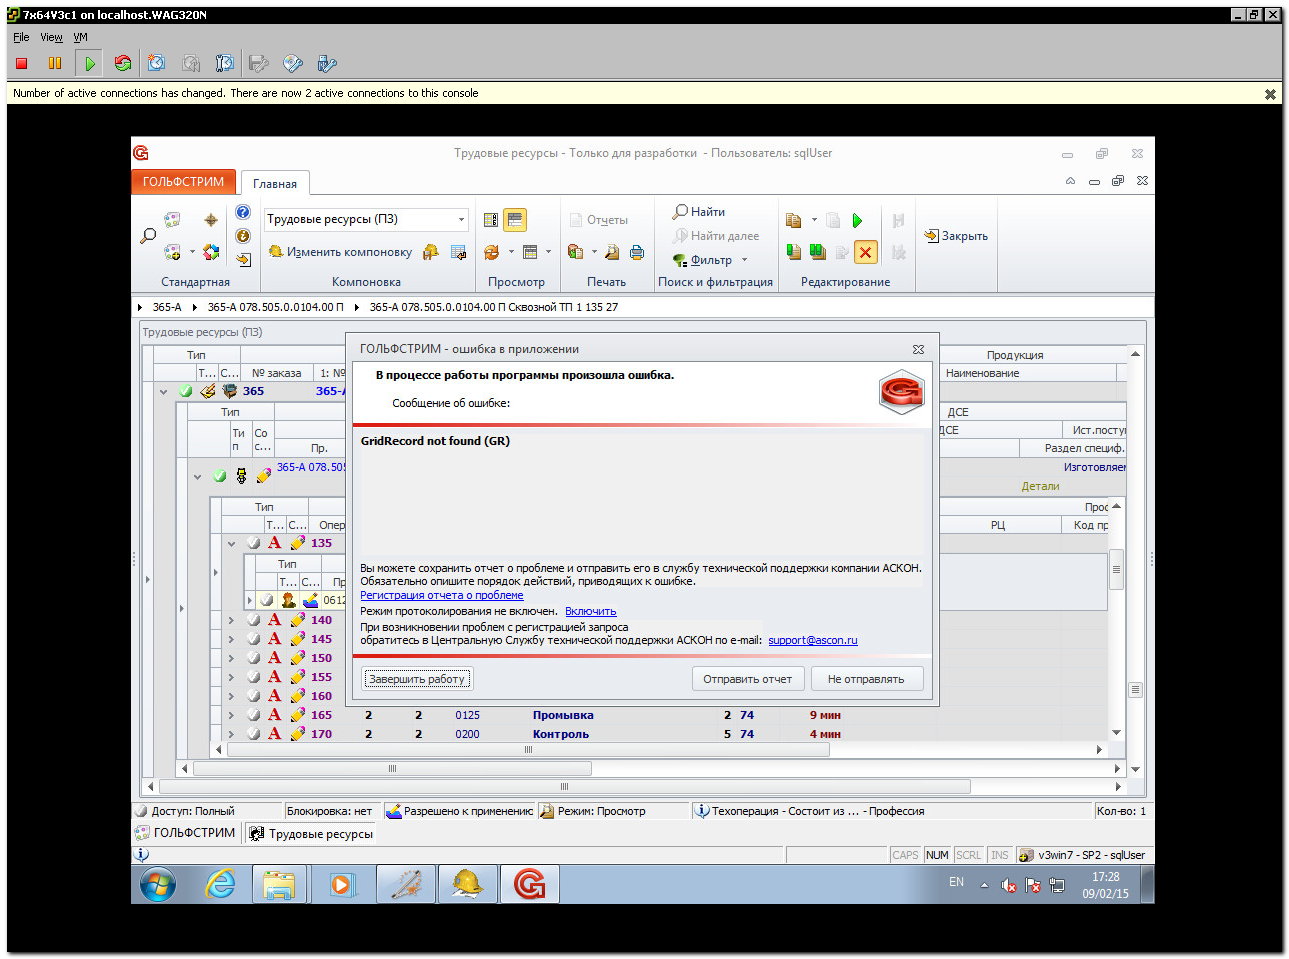 7x64V3c1 on localhost.WAG320N
File View VM
Number of active connections has changed. There are now 2 active connections to this console
Трудовые ресурсы - Только для разработки - Пользователь: sqlUser
ГОЛЬФСТРИМ Главная
Трудовые ресурсы (ПЗ)
Изменить компоновку
Отчеты
Найти
Найти далее
Фильтр
Закрыть
Стандартная Компоновка Просмотр Печать Поиск и фильтрация Редактирование
365-А 365-А 078.505.0.0104.00 П 365-А 078.505.0.0104.00 П Сквозной ТП 1 135 27
Трудовые ресурсы (ПЗ)
Тип Продукция
Т... С... № заказа 1: № Наименование
365 365-А
Тип ДСЕ
Ти п Со с... ДСЕ Ист.посту
Пр. Раздел специф.
365-А 078.505 Изготовляем
Детали
Тип Прос
Т... С... Опер РЦ Код пр
А 135
Тип
Т... С... Пр
0612
А 140
А 145
А 150
А 155
А 160
А 165 2 2 0125 Промывка 2 74 9 мин
А 170 2 2 0200 Контроль 5 74 4 мин
ГОЛЬФСТРИМ - ошибка в приложении
В процессе работы программы произошла ошибка.
Сообщение об ошибке:
GridRecord not found (GR)
Вы можете сохранить отчет о проблеме и отправить его в службу технической поддержки компании АСКОН.
Обязательно опишите порядок действий, приводящих к ошибке.
Регистрация отчета о проблеме
Режим протоколирования не включен. Включить
При возникновении проблем с регистрацией запроса
обратитесь в Центральную Службу технической поддержки АСКОН по e-mail: support@ascon.ru
Завершить работу Отправить отчет Не отправлять
Доступ: Полный Блокировка: нет Разрешено к применению Режим: Просмотр Техоперация - Состоит из ... - Профессия Кол-во: 1
ГОЛЬФСТРИМ Трудовые ресурсы
CAPS NUM SCRL INS v3win7 - SP2 - sqlUser
EN 17:28
09/02/15